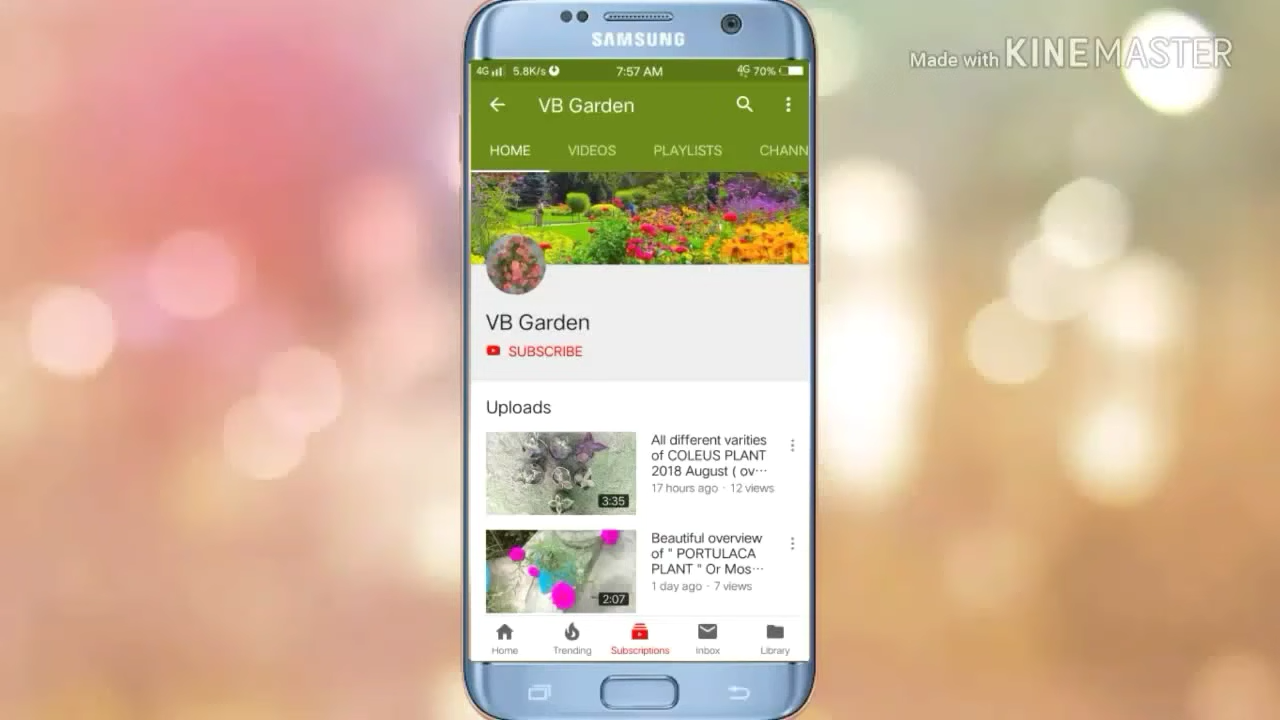 Made with KINEMASTER
SAMSUNG
4G 5.8K/s 7:57 AM 4G 70%
VB Garden
HOME VIDEOS PLAYLISTS CHANN
VB Garden
SUBSCRIBE
Uploads
All different varities
of COLEUS PLANT
2018 August ( ov...
17 hours ago · 12 views
3:35
Beautiful overview
of " PORTULACA
PLANT " Or Mos...
1 day ago · 7 views
2:07
Home Trending Subscriptions Inbox Library